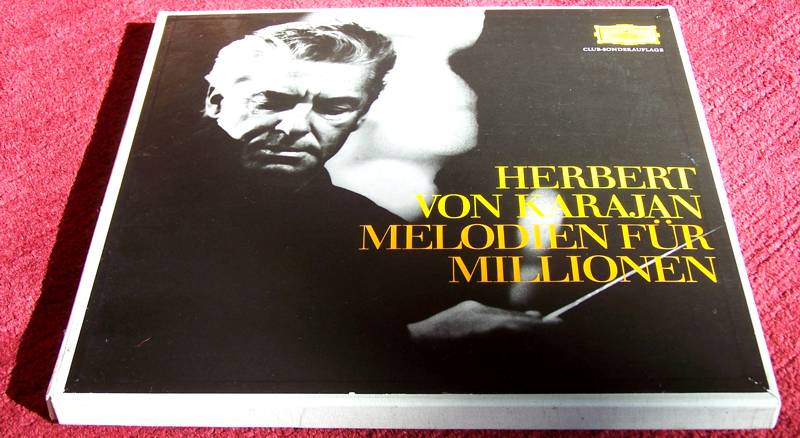 CLUB-SONDERAUFLAGE
HERBERT
VON KARAJAN
MELODIEN FÜR
MILLIONEN